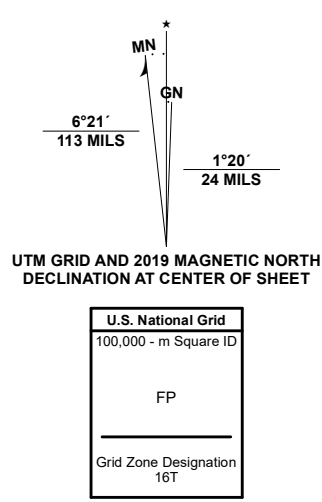 MN
GN
6°21´
113 MILS
1°20´
24 MILS
UTM GRID AND 2019 MAGNETIC NORTH
DECLINATION AT CENTER OF SHEET
U.S. National Grid
100,000 - m Square ID
FP
Grid Zone Designation
16T